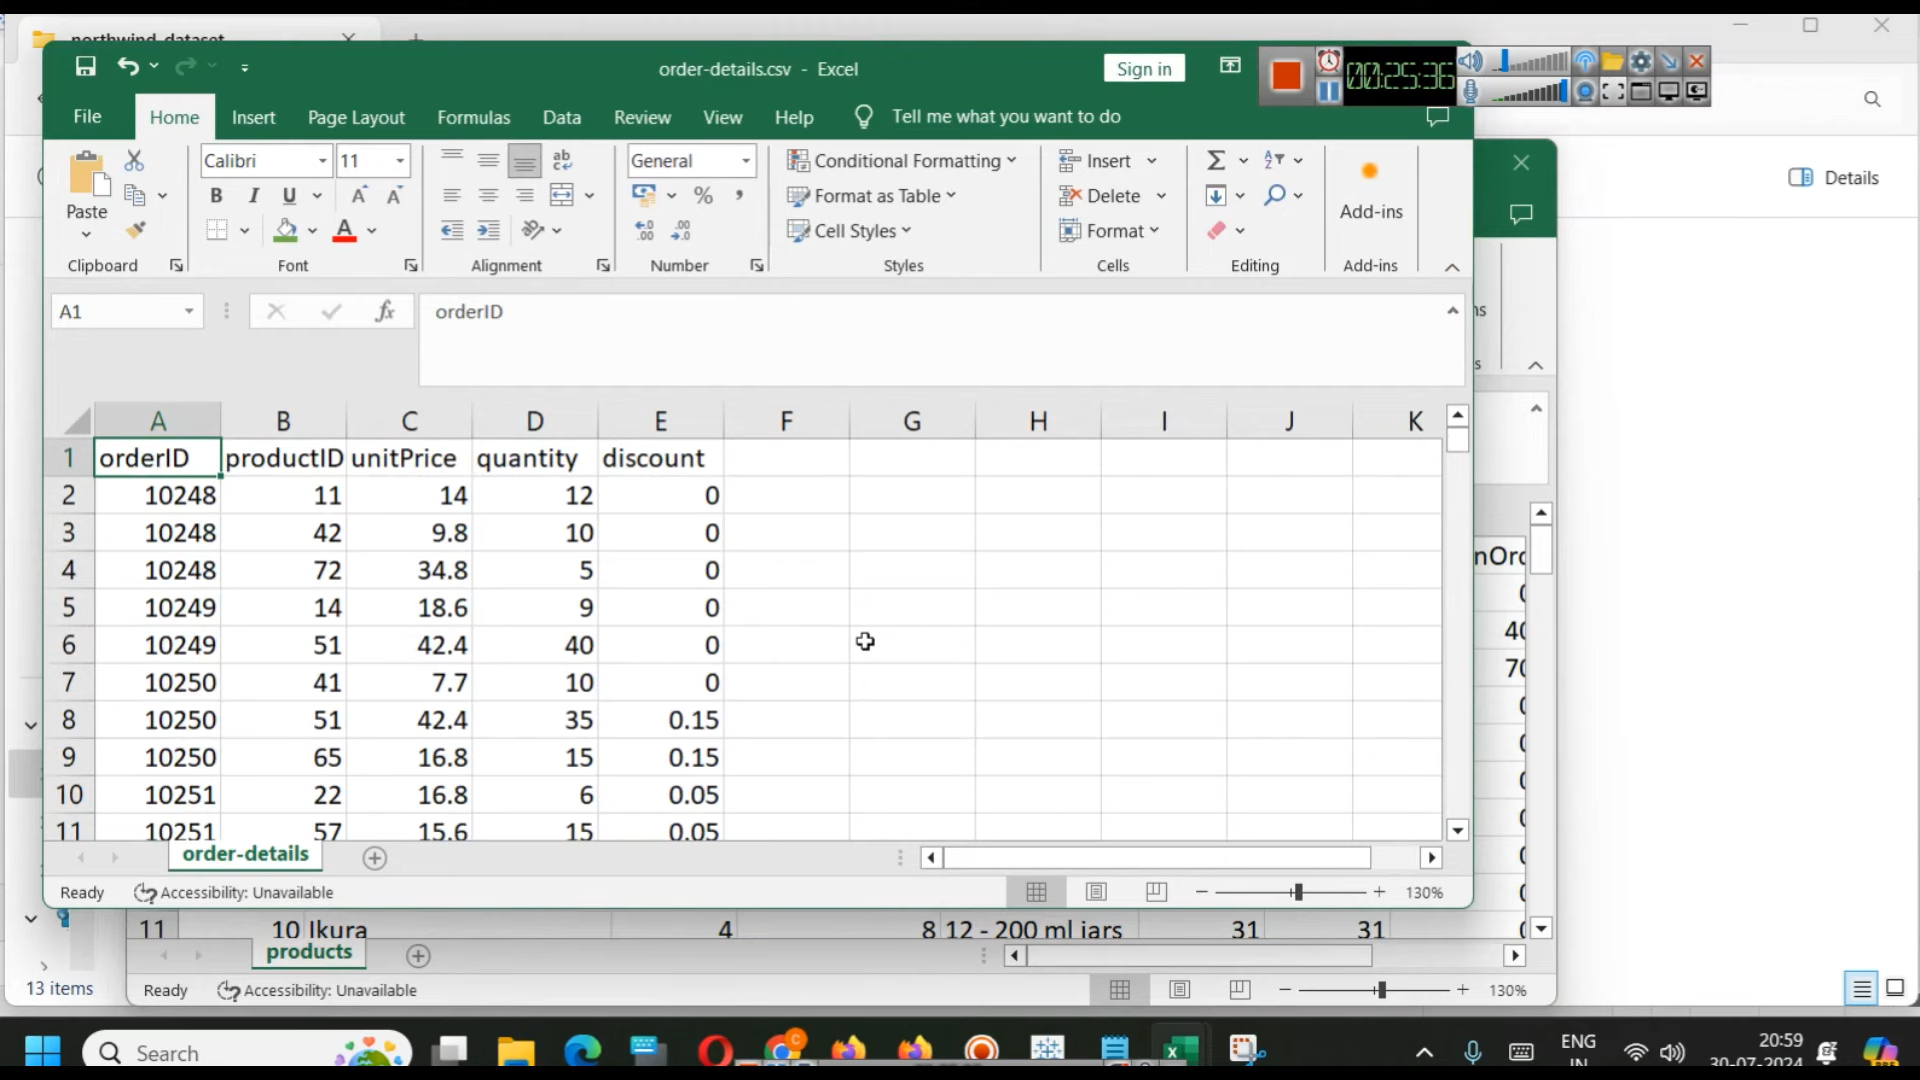 northwind_dataset
order-details.csv - Excel
Sign in
00:25:36
File Home Insert Page Layout Formulas Data Review View Help Tell me what you want to do
Calibri 11
General
Conditional Formatting
Insert
Paste
Format as Table
Delete
Cell Styles
Format
Add-ins
Clipboard Font Alignment Number Styles Cells Editing Add-ins
Details
A1
orderID
A B C D E F G H I J K
1 orderID productID unitPrice quantity discount
2 10248 11 14 12 0
3 10248 42 9.8 10 0
4 10248 72 34.8 5 0
5 10249 14 18.6 9 0
6 10249 51 42.4 40 0
7 10250 41 7.7 10 0
8 10250 51 42.4 35 0.15
9 10250 65 16.8 15 0.15
10 10251 22 16.8 6 0.05
11 10251 57 15.6 15 0.05
order-details
Ready Accessibility: Unavailable 130%
11 10 Ikura 4 8 12 - 200 ml jars 31 31
products
13 items
Ready Accessibility: Unavailable 130%
Search
ENG
IN
20:59
30-07-2024